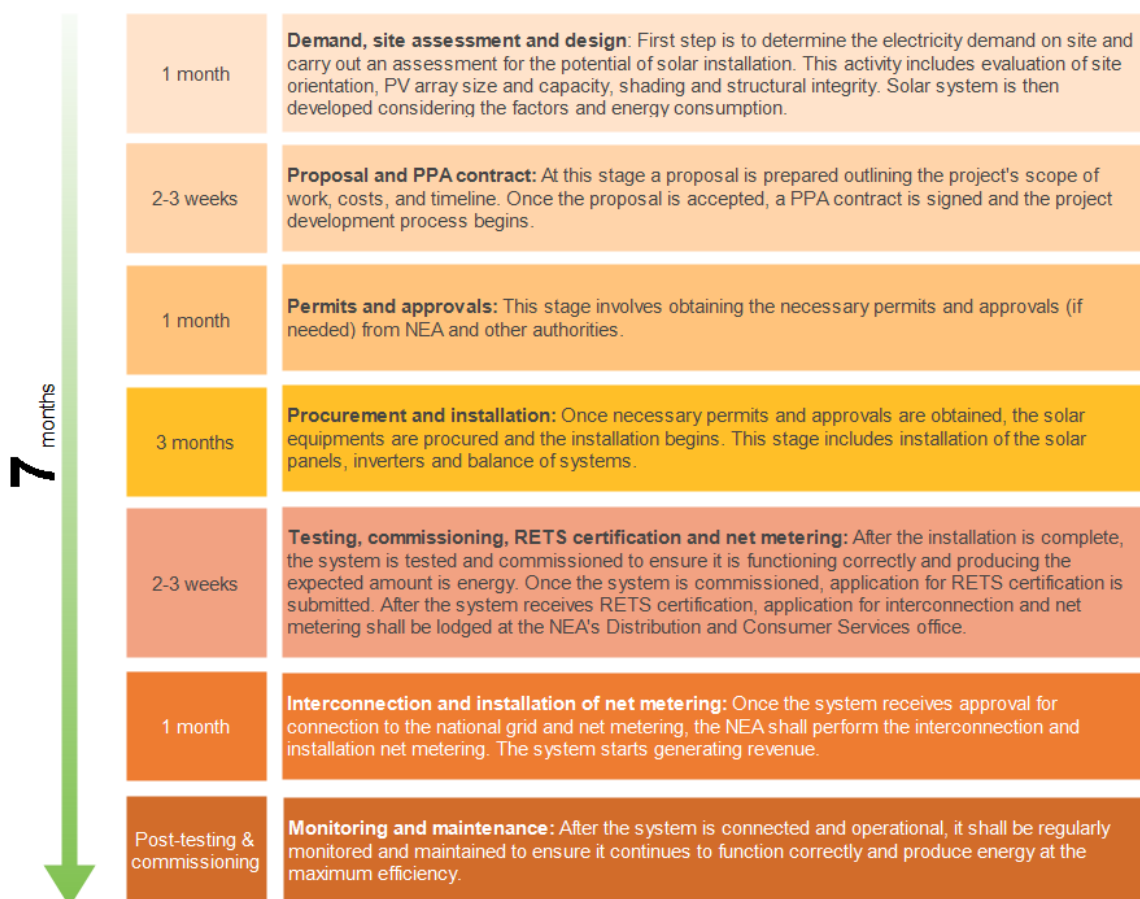 1 month
Demand, site assessment and design: First step is to determine the electricity demand on site and
carry out an assessment for the potential of solar installation. This activity includes evaluation of site
orientation, PV array size and capacity, shading and structural integrity. Solar system is then
developed considering the factors and energy consumption.
2-3 weeks
Proposal and PPA contract: At this stage a proposal is prepared outlining the project's scope of
work, costs, and timeline. Once the proposal is accepted, a PPA contract is signed and the project
development process begins.
1 month
Permits and approvals: This stage involves obtaining the necessary permits and approvals (if
needed) from NEA and other authorities.
7 months
3 months
Procurement and installation: Once necessary permits and approvals are obtained, the solar
equipments are procured and the installation begins. This stage includes installation of the solar
panels, inverters and balance of systems.
2-3 weeks
Testing, commissioning, RETS certification and net metering: After the installation is complete,
the system is tested and commissioned to ensure it is functioning correctly and producing the
expected amount is energy. Once the system is commissioned, application for RETS certification is
submitted. After the system receives RETS certification, application for interconnection and net
metering shall be lodged at the NEA's Distribution and Consumer Services office.
1 month
Interconnection and installation of net metering: Once the system receives approval for
connection to the national grid and net metering, the NEA shall perform the interconnection and
installation net metering. The system starts generating revenue.
Post-testing &
commissioning
Monitoring and maintenance: After the system is connected and operational, it shall be regularly
monitored and maintained to ensure it continues to function correctly and produce energy at the
maximum efficiency.